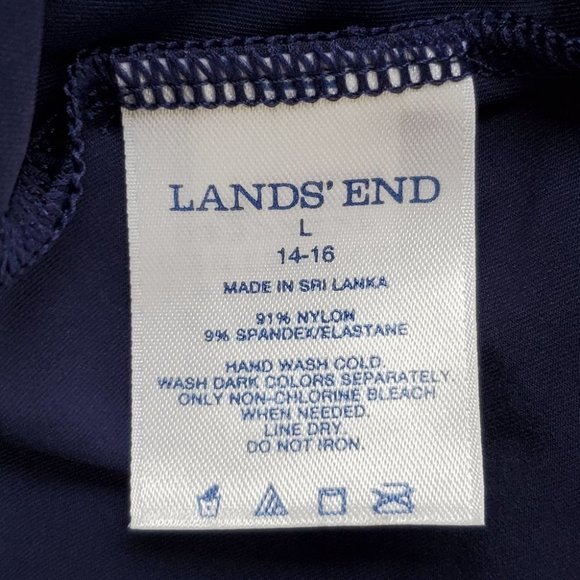 LANDS' END
L
14-16
MADE IN SRI LANKA
91% NYLON
9% SPANDEX/ELASTANE
HAND WASH COLD.
WASH DARK COLORS SEPARATELY.
ONLY NON-CHLORINE BLEACH
WHEN NEEDED.
LINE DRY.
DO NOT IRON.